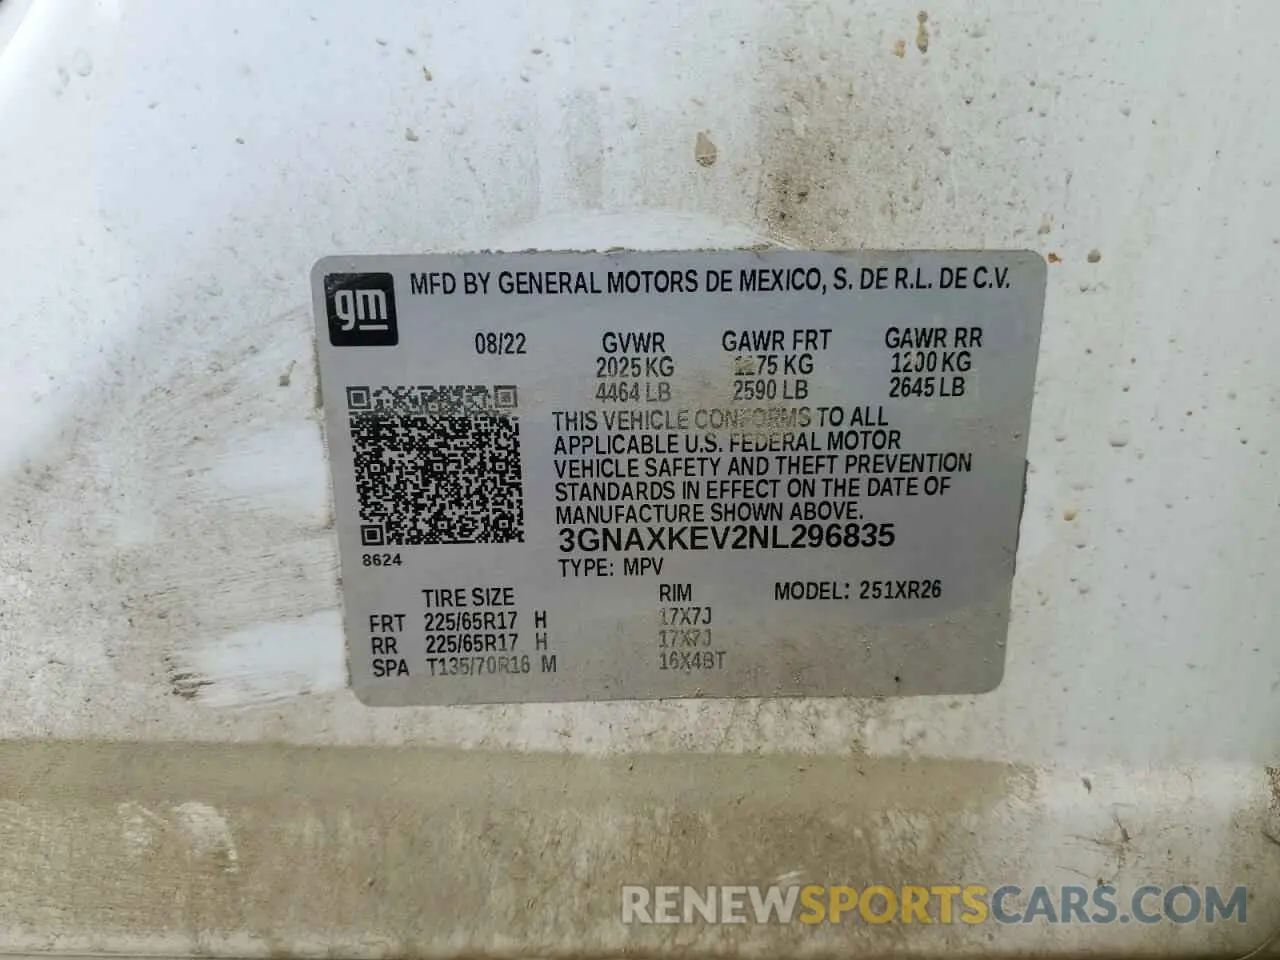 gm
MFD BY GENERAL MOTORS DE MEXICO, S. DE R.L. DE C.V.
08/22 GVWR GAWR FRT GAWR RR
2025 KG 1175 KG 1200 KG
4464 LB 2590 LB 2645 LB
THIS VEHICLE CONFORMS TO ALL
APPLICABLE U.S. FEDERAL MOTOR
VEHICLE SAFETY AND THEFT PREVENTION
STANDARDS IN EFFECT ON THE DATE OF
MANUFACTURE SHOWN ABOVE.
3GNAXKEV2NL296835
8624
TYPE: MPV
TIRE SIZE RIM MODEL: 251XR26
FRT 225/65R17 H 17X7J
RR 225/65R17 H 17X7J
SPA T135/70R16 M 16X4BT
RENEWSPORTSCARS.COM